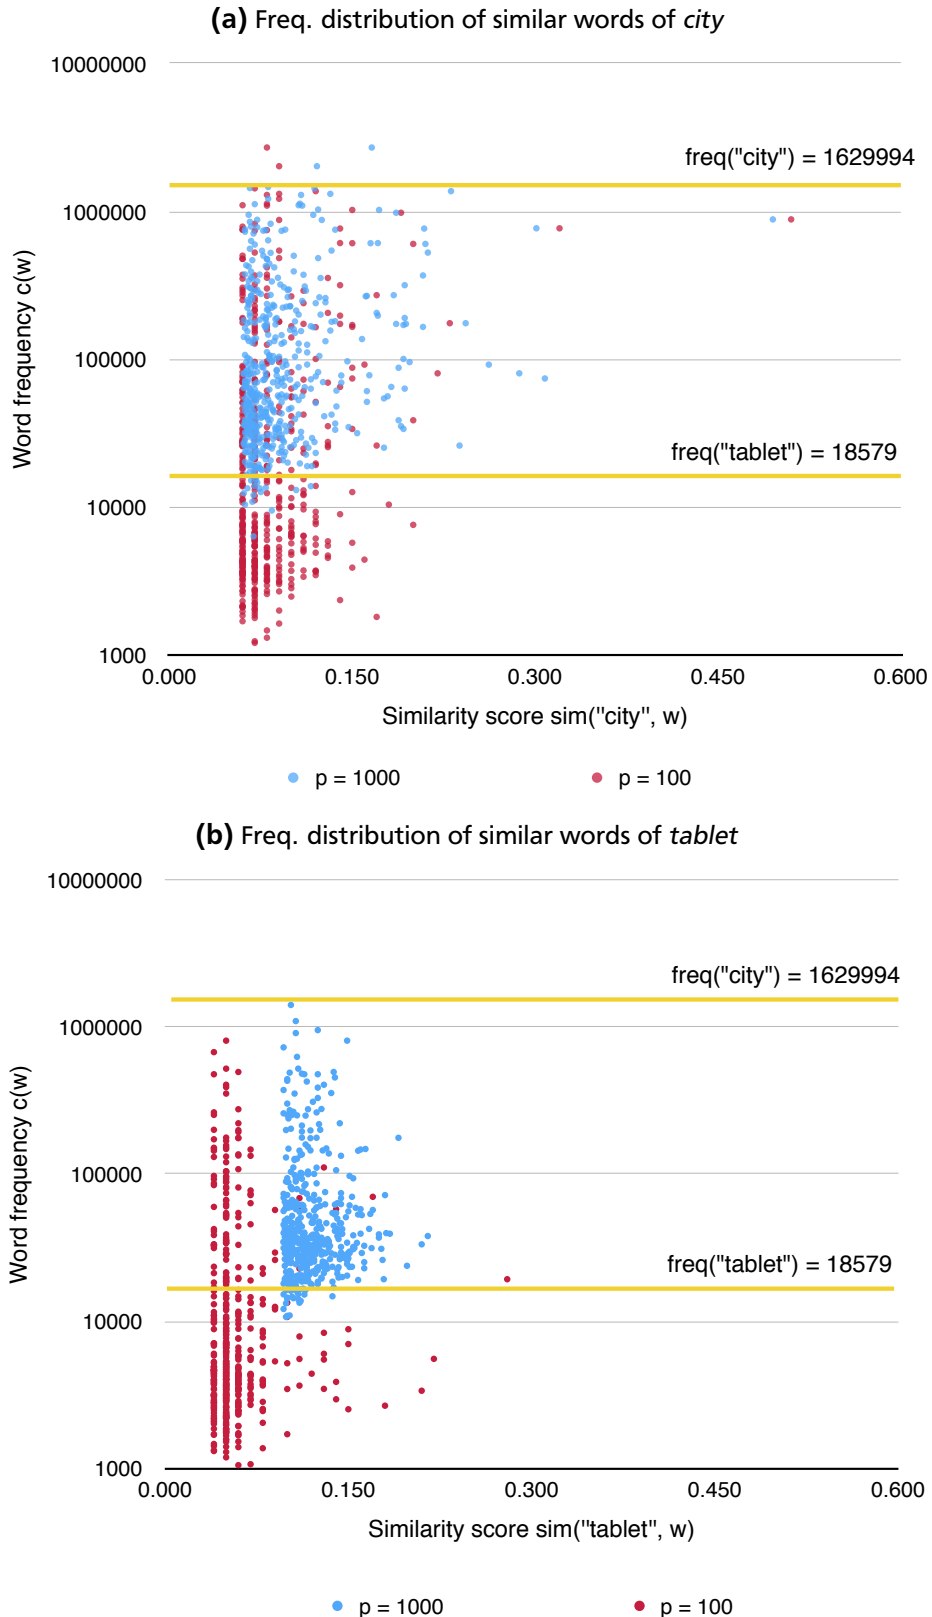 (a) Freq. distribution of similar words of city
10000000
freq("city") = 1629994
1000000
Word frequency c(w)
100000
freq("tablet") = 18579
10000
1000
0.000 0.150 0.300 0.450 0.600
Similarity score sim("city", w)
p = 1000 p = 100
(b) Freq. distribution of similar words of tablet
10000000
freq("city") = 1629994
1000000
Word frequency c(w)
100000
freq("tablet") = 18579
10000
1000
0.000 0.150 0.300 0.450 0.600
Similarity score sim("tablet", w)
p = 1000 p = 100